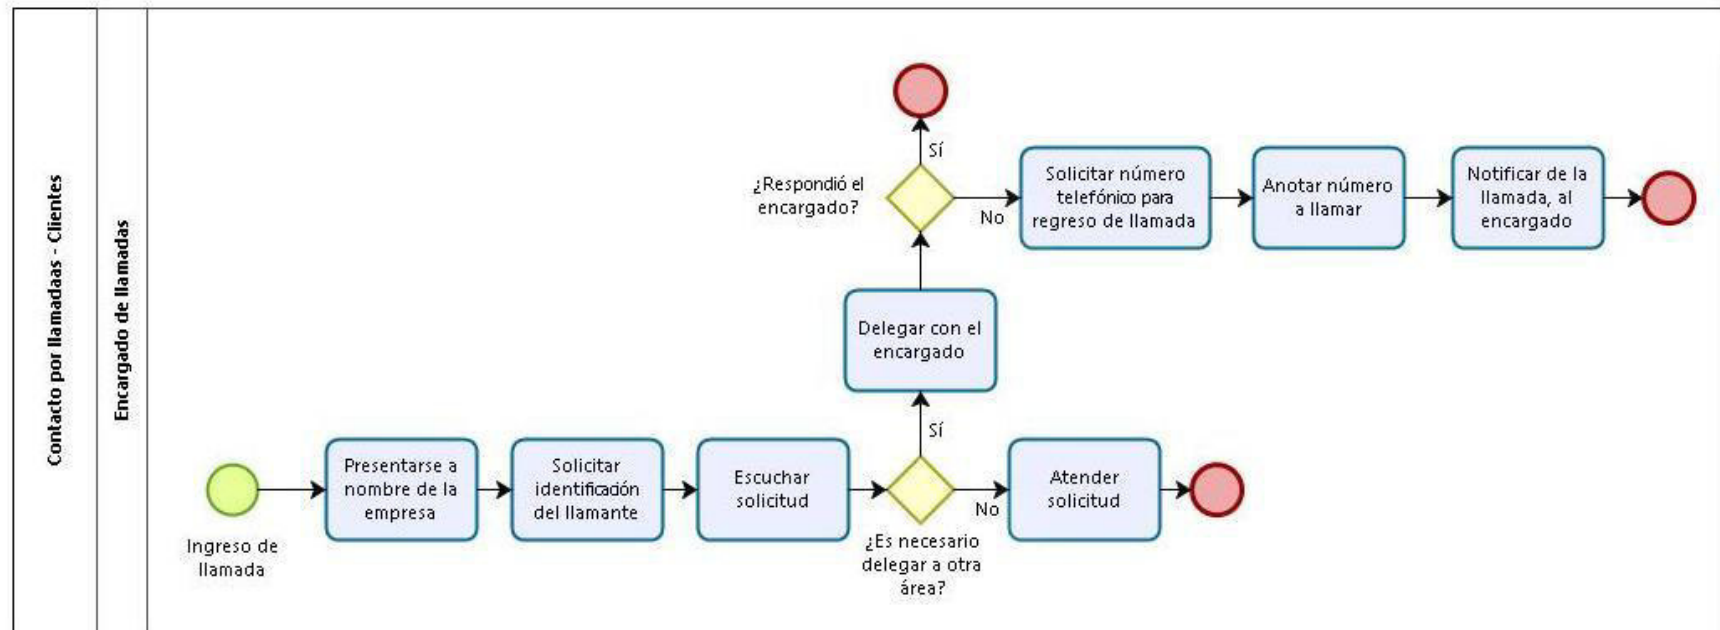 Contacto por llamadaas - Clientes
Encargado de llamadas
Ingreso de
llamada
Presentarse a
nombre de la
empresa
Solicitar
identificación
del llamante
Escuchar
solicitud
¿Es necesario
delegar a otra
área?
No
Atender
solicitud
Sí
Delegar con el
encargado
¿Respondió el
encargado?
Sí
No
Solicitar número
telefónico para
regreso de llamada
Anotar número
a llamar
Notificar de la
llamada, al
encargado